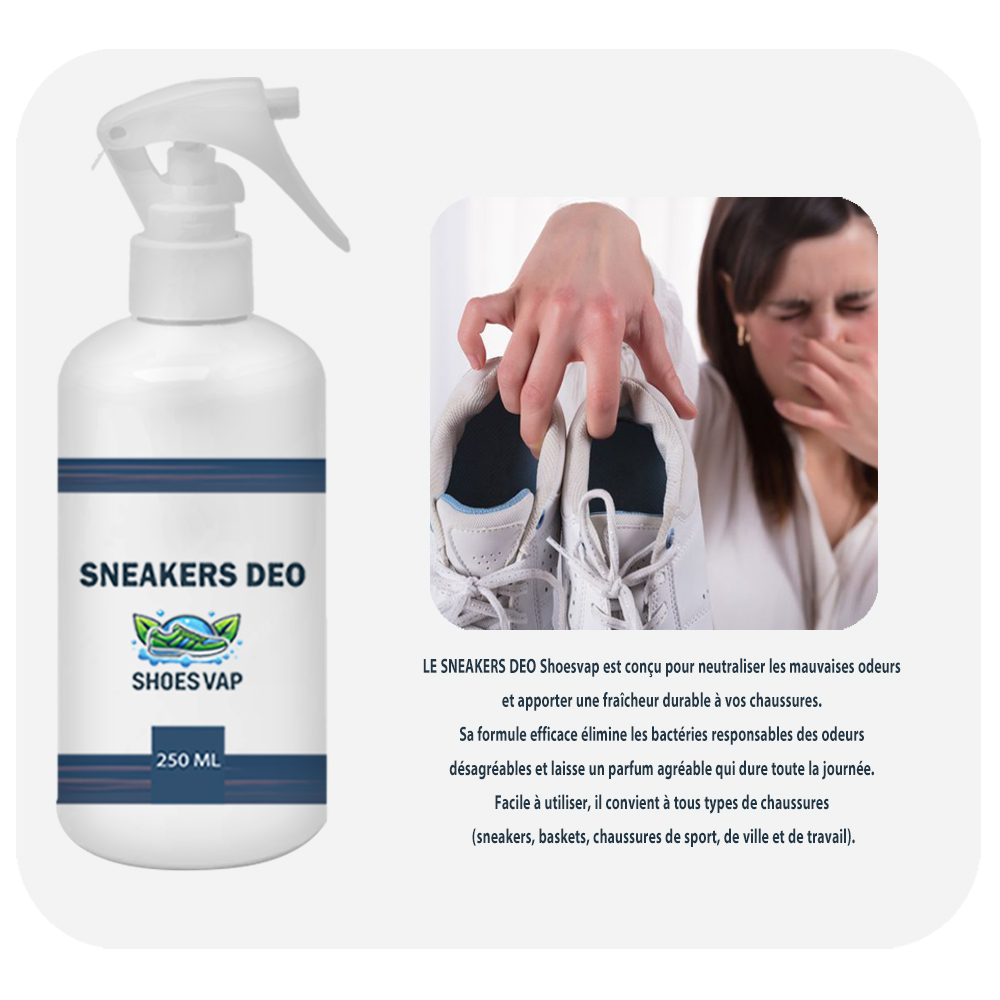 SNEAKERS DEO
SHOES VAP
250 ML
LE SNEAKERS DEO Shoesvap est conçu pour neutraliser les mauvaises odeurs
et apporter une fraîcheur durable à vos chaussures.
Sa formule efficace élimine les bactéries responsables des odeurs
désagréables et laisse un parfum agréable qui dure toute la journée.
Facile à utiliser, il convient à tous types de chaussures
(sneakers, baskets, chaussures de sport, de ville et de travail).